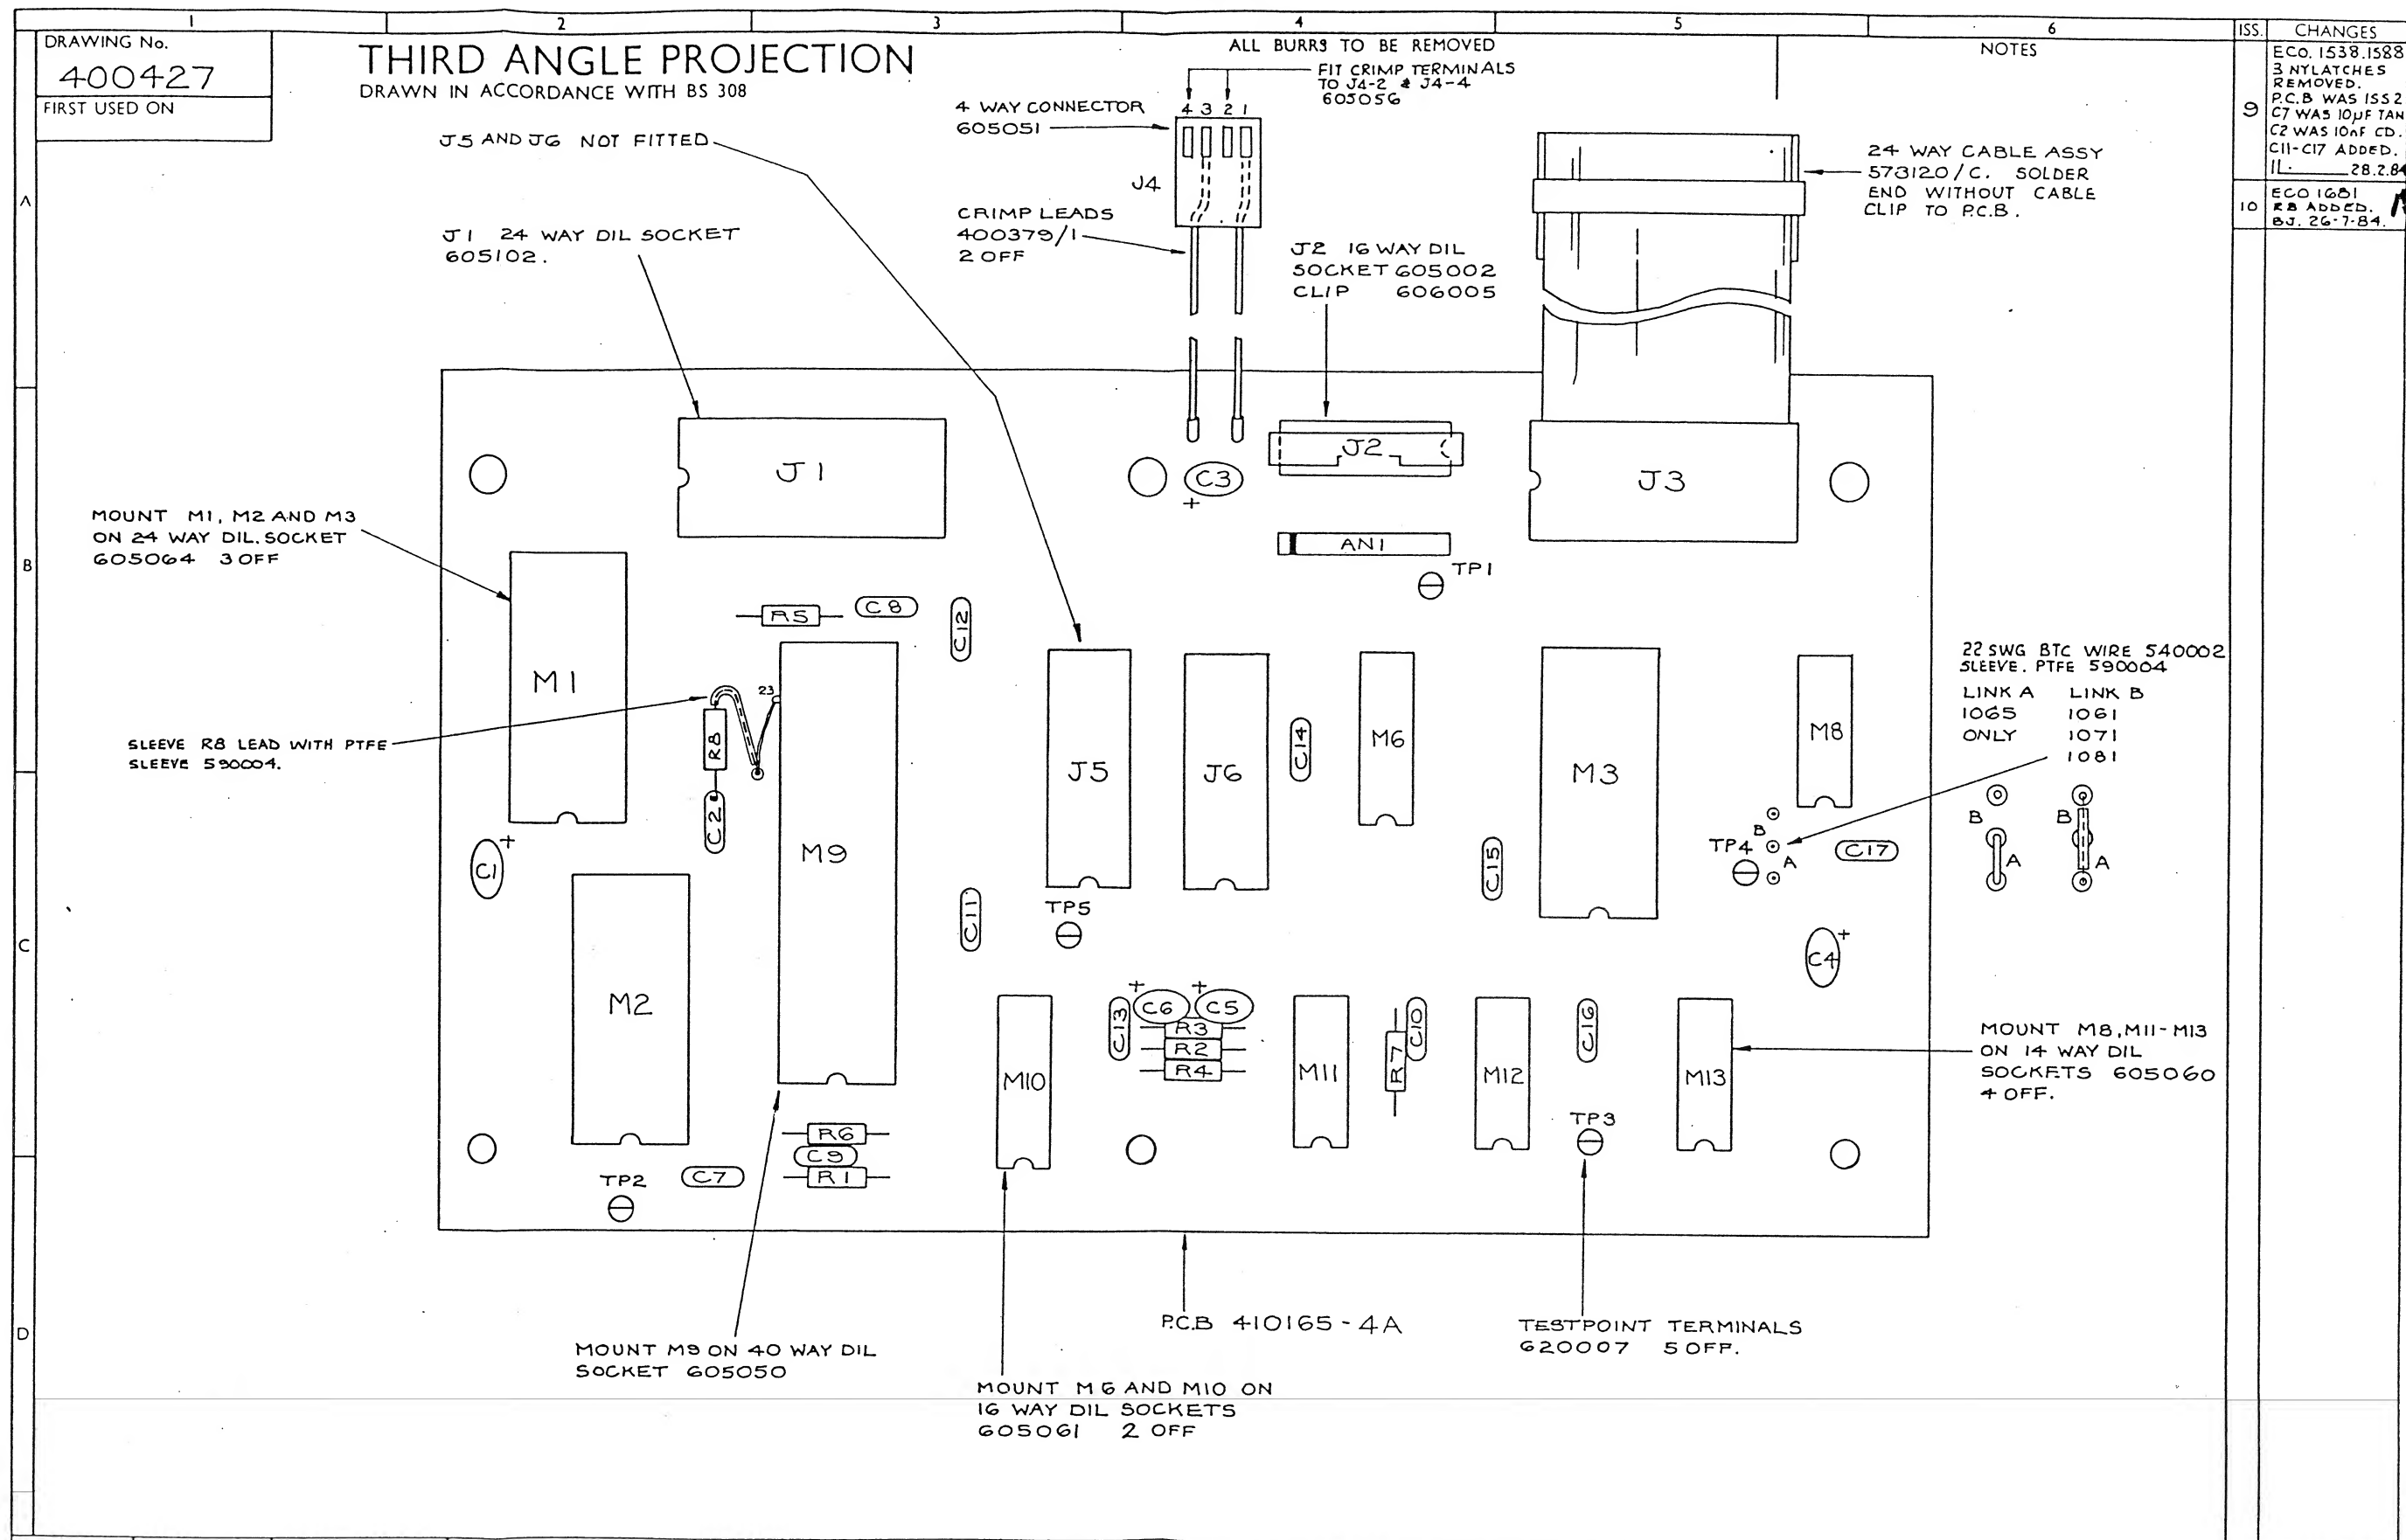 1 2 3 4 5 6
DRAWING No.
400427
FIRST USED ON
THIRD ANGLE PROJECTION
DRAWN IN ACCORDANCE WITH BS 308
ALL BURRS TO BE REMOVED
NOTES
ISS. CHANGES
9
ECO. 1538.1588
3 NYLATCHES
REMOVED.
P.C.B WAS ISS 2
C7 WAS 10µF TAN
C2 WAS 10nF CD.
C11-C17 ADDED.
28.2.84
10
ECO 1681
R8 ADDED.
BJ. 26-7-84.
FIT CRIMP TERMINALS
TO J4-2 & J4-4
605056
4 WAY CONNECTOR
605051
4 3 2 1
J4
J5 AND J6 NOT FITTED
J1 24 WAY DIL SOCKET
605102.
CRIMP LEADS
400379/1
2 OFF
J2 16 WAY DIL
SOCKET 605002
CLIP 606005
24 WAY CABLE ASSY
573120/C. SOLDER
END WITHOUT CABLE
CLIP TO P.C.B.
A
B
C
D
MOUNT M1, M2 AND M3
ON 24 WAY DIL. SOCKET
605064 3 OFF
J1
C3
+
J2
J3
AN1
TP1
M1
R5
C8
C12
23
R8
C2
SLEEVE R8 LEAD WITH PTFE
SLEEVE 590004.
M9
J5
J6
C14
M6
M3
M8
22 SWG BTC WIRE 540002
SLEEVE. PTFE 590004
LINK A LINK B
1065 1061
ONLY 1071
1081
B
A
B
A
B
TP4
A
C17
C1
+
C15
C11
TP5
C4
+
M2
M10
C13
+
C6
+
C5
R3
R2
R4
M11
R7
C10
M12
C16
M13
TP3
MOUNT M8, M11-M13
ON 14 WAY DIL
SOCKETS 605060
4 OFF.
R6
C9
R1
C7
TP2
MOUNT M9 ON 40 WAY DIL
SOCKET 605050
P.C.B 410165-4A
TESTPOINT TERMINALS
620007 5 OFF.
MOUNT M6 AND M10 ON
16 WAY DIL SOCKETS
605061 2 OFF